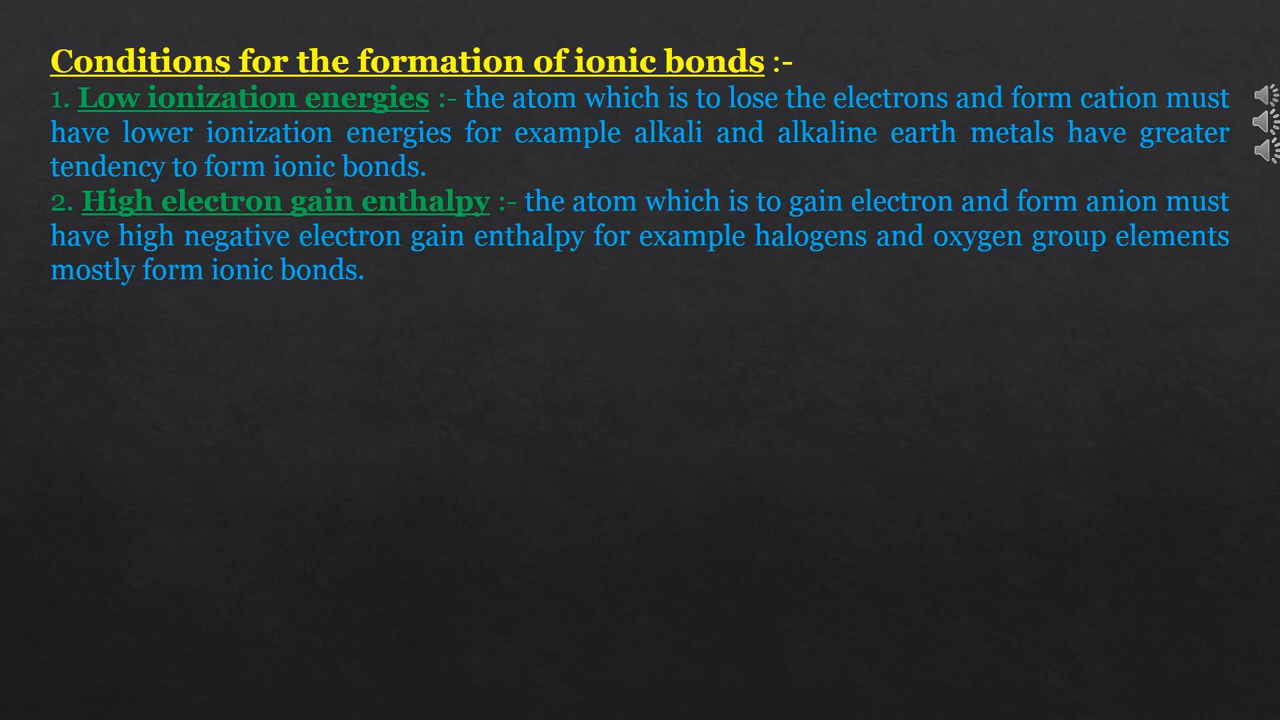 Conditions for the formation of ionic bonds :-
1. Low ionization energies :- the atom which is to lose the electrons and form cation must
have lower ionization energies for example alkali and alkaline earth metals have greater
tendency to form ionic bonds.
2. High electron gain enthalpy :- the atom which is to gain electron and form anion must
have high negative electron gain enthalpy for example halogens and oxygen group elements
mostly form ionic bonds.